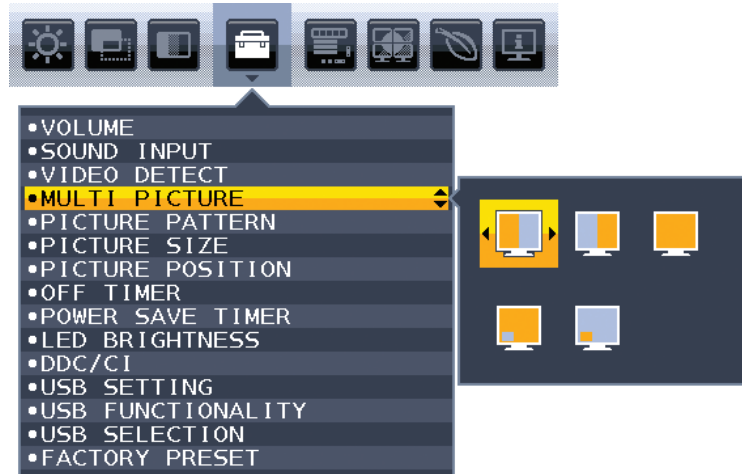 •VOLUME
•SOUND INPUT
•VIDEO DETECT
•MULTI PICTURE
•PICTURE PATTERN
•PICTURE SIZE
•PICTURE POSITION
•OFF TIMER
•POWER SAVE TIMER
•LED BRIGHTNESS
•DDC/CI
•USB SETTING
•USB FUNCTIONALITY
•USB SELECTION
•FACTORY PRESET